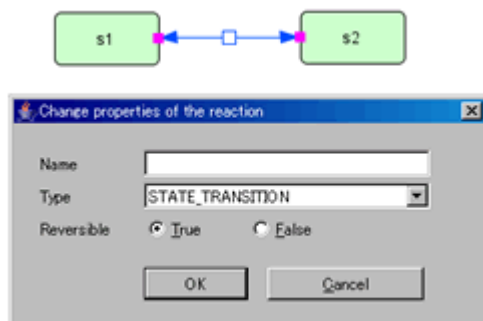 s1 s2
Change properties of the reaction
Name
Type STATE_TRANSITION
Reversible True False
OK Cancel